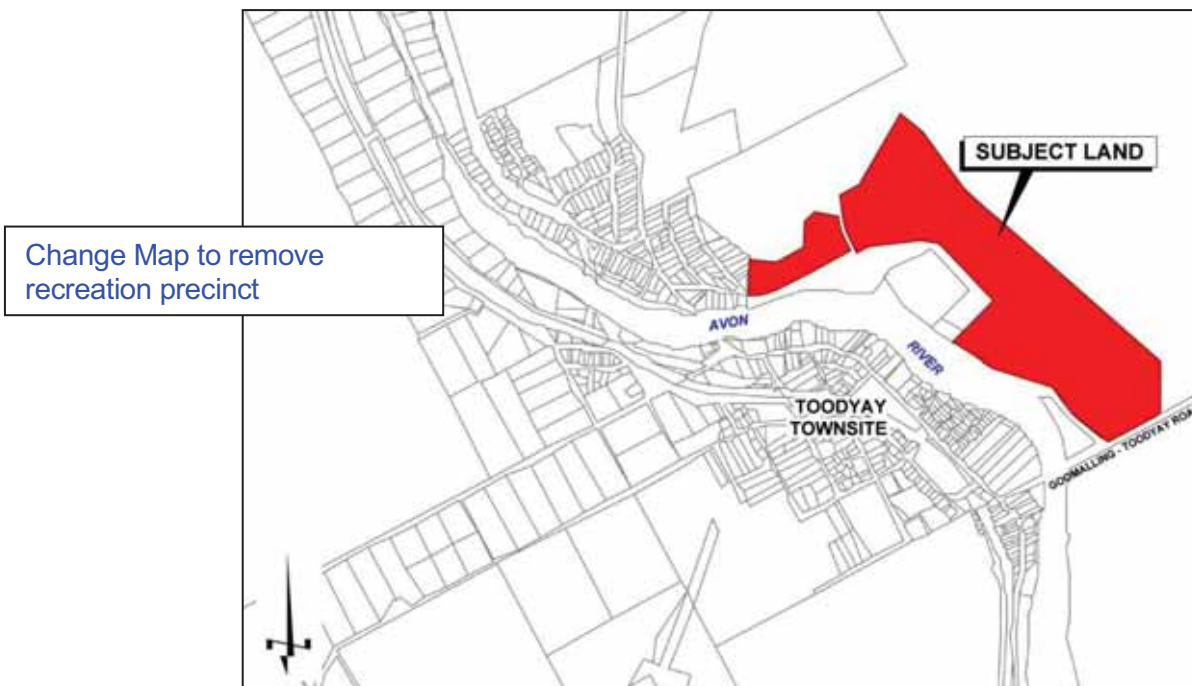 SUBJECT LAND
Change Map to remove
recreation precinct
AVON
RIVER
TOODYAY
TOWNSITE
GOOMALLING - TOODYAY ROA